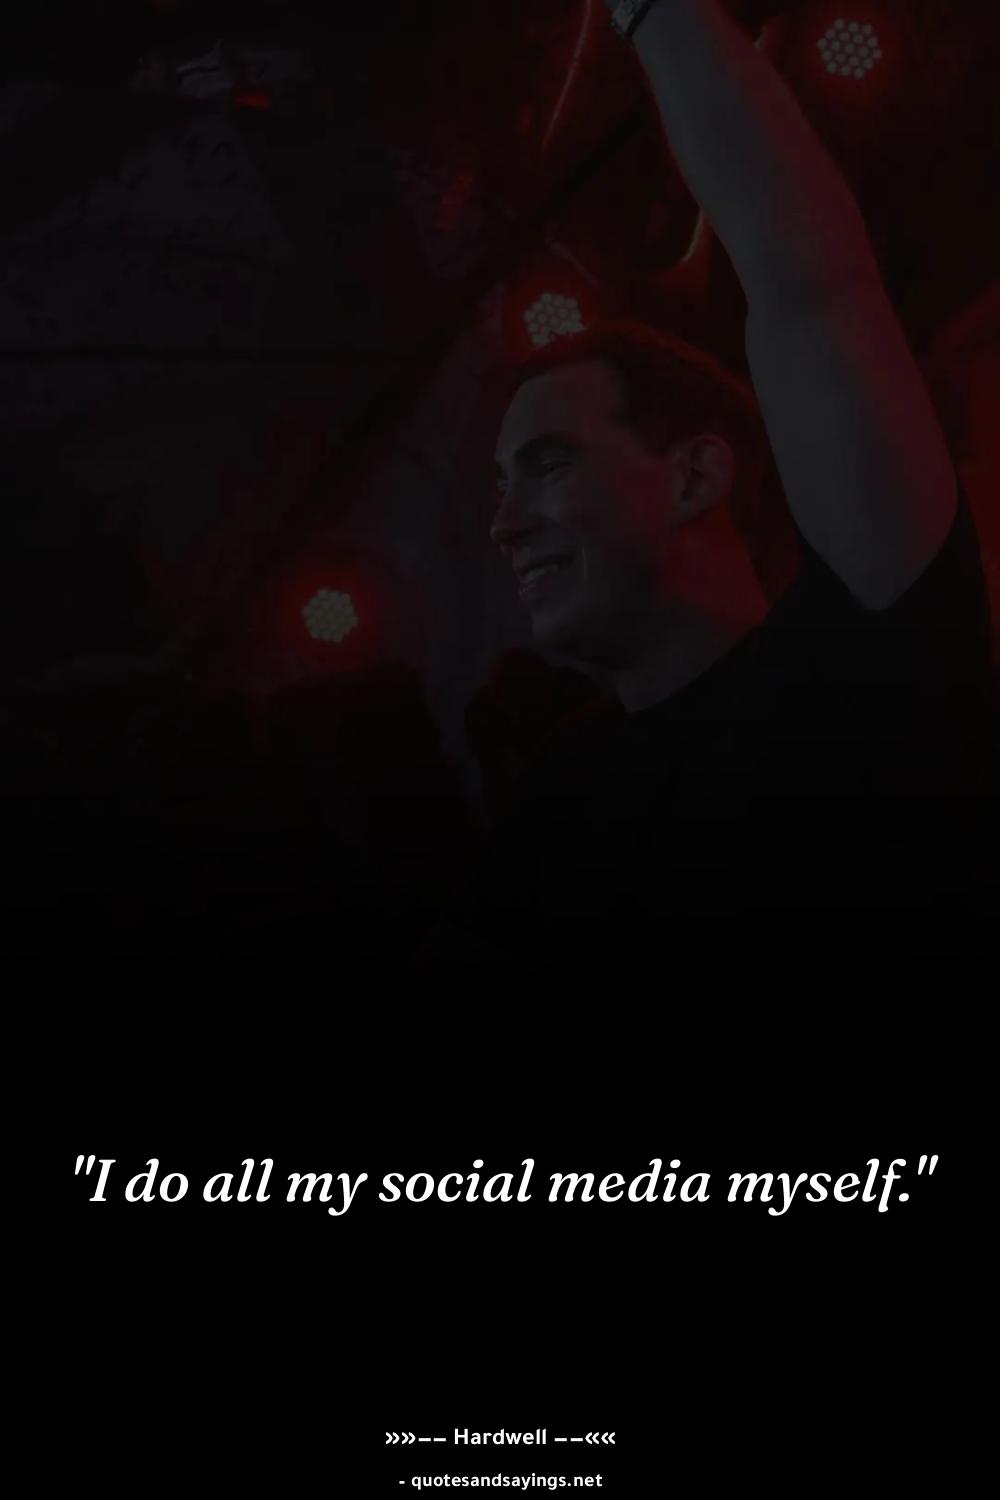 "I do all my social media myself."
»»−− Hardwell −−««
- quotesandsayings.net